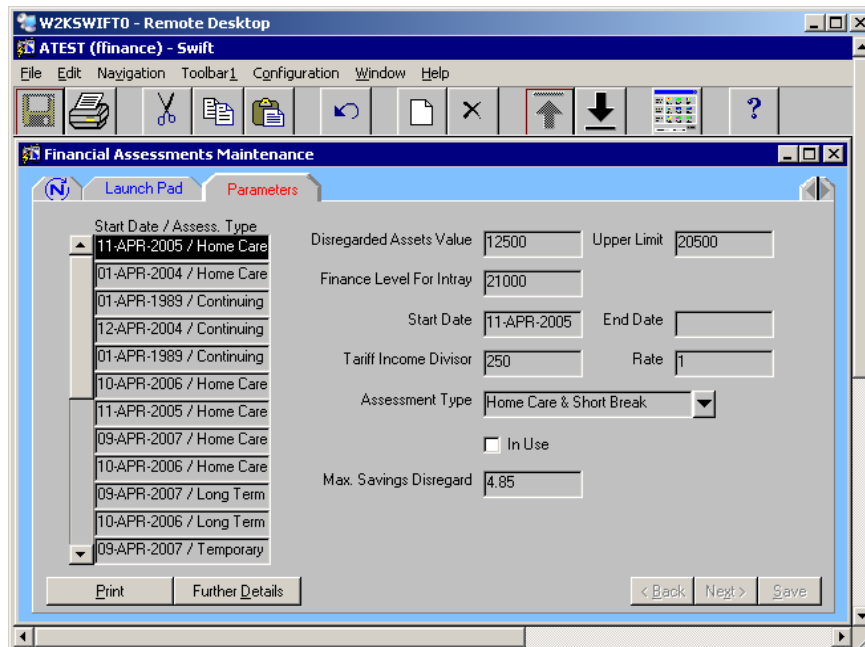 W2KSWIFT0 - Remote Desktop
ATEST (ffinance) - Swift
File Edit Navigation Toolbar1 Configuration Window Help
?
Financial Assessments Maintenance
N Launch Pad Parameters
Start Date / Assess. Type
11-APR-2005 / Home Care
01-APR-2004 / Home Care
01-APR-1989 / Continuing
12-APR-2004 / Continuing
01-APR-1989 / Continuing
10-APR-2006 / Home Care
11-APR-2005 / Home Care
09-APR-2007 / Home Care
10-APR-2006 / Home Care
09-APR-2007 / Long Term
10-APR-2006 / Long Term
09-APR-2007 / Temporary
Disregarded Assets Value 12500 Upper Limit 20500
Finance Level For Intray 21000
Start Date 11-APR-2005 End Date
Tariff Income Divisor 250 Rate 1
Assessment Type Home Care & Short Break
In Use
Max. Savings Disregard 4.85
Print Further Details < Back Next > Save